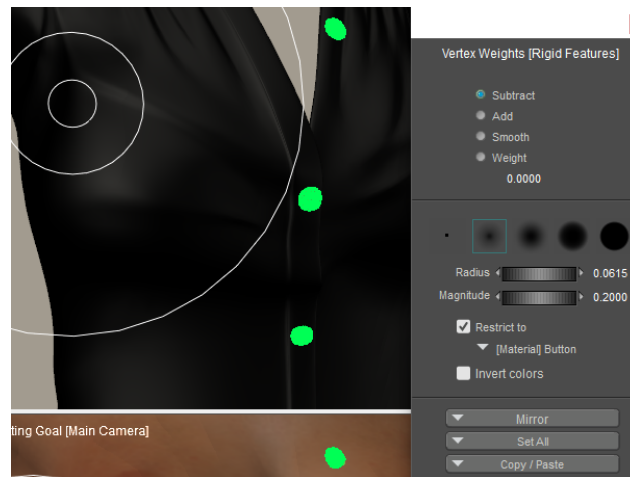 Vertex Weights [Rigid Features]
Subtract
Add
Smooth
Weight
0.0000
Radius 0.0615
Magnitude 0.2000
Restrict to
[Material] Button
Invert colors
Mirror
Set All
Copy / Paste
ting Goal [Main Camera]